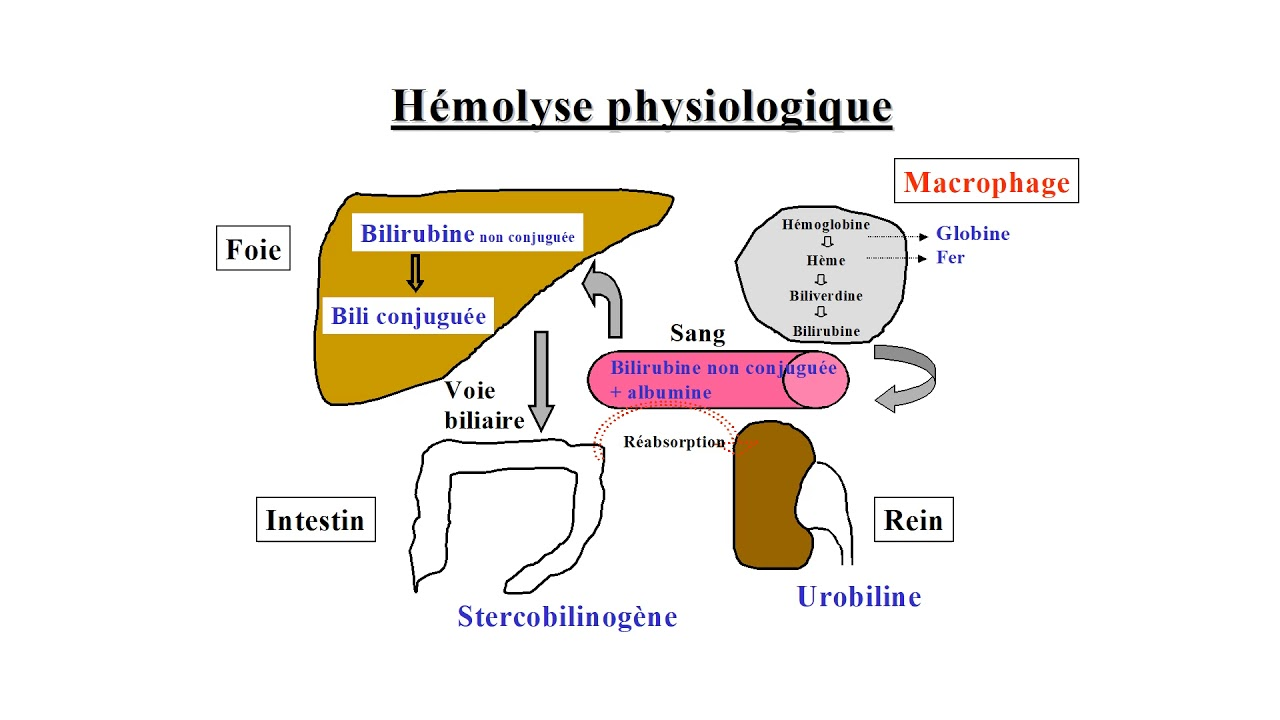 Hémolyse physiologique
Macrophage
Foie
Bilirubine non conjuguée
Bili conjuguée
Hémoglobine
Hème
Biliverdine
Bilirubine
Globine
Fer
Sang
Bilirubine non conjuguée
+ albumine
Voie
biliaire
Réabsorption
Intestin
Rein
Stercobilinogène
Urobiline